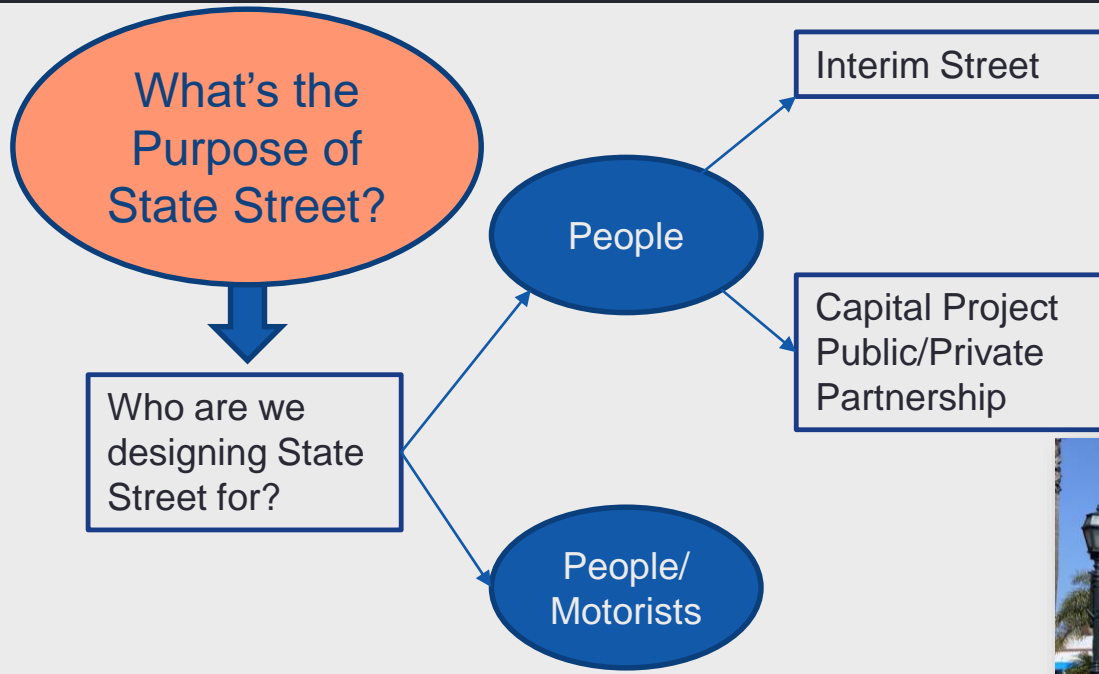 What's the
Purpose of
State Street?
Who are we
designing State
Street for?
People
People/
Motorists
Interim Street
Capital Project
Public/Private
Partnership